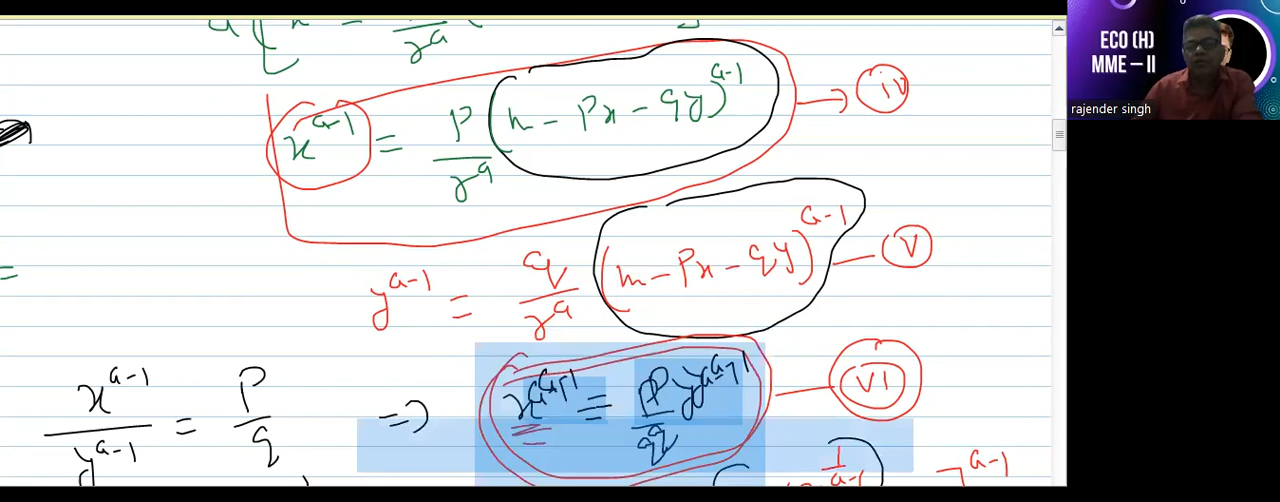 ECO (H)
MME – II
rajender singh
x^{a-1} = P/r^a (m - Px - qy)^{a-1} → iv
y^{a-1} = q/r^a (m - Px - qy)^{a-1} — V
x^{a-1}/y^{a-1} = P/q ⇒ x^{a-1} = P/q y^{a-1} — VI